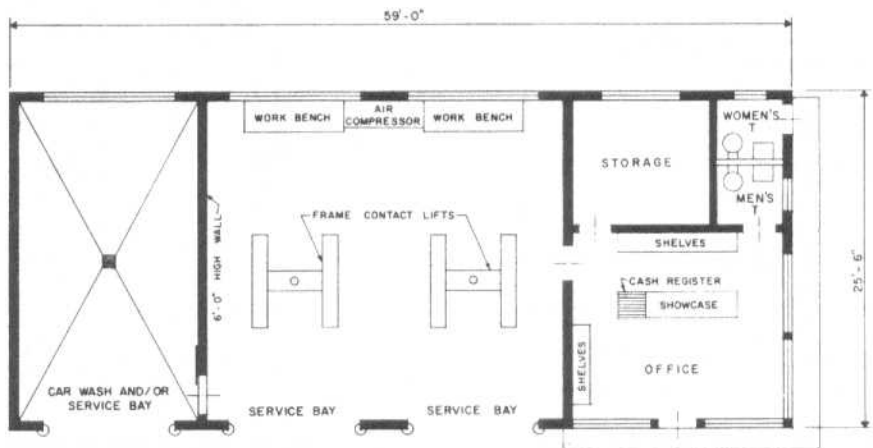 59'-0"
WORK BENCH
AIR
COMPRESSOR
WORK BENCH
WOMEN'S
T
STORAGE
MEN'S
T
6'-0" HIGH WALL
FRAME CONTACT LIFTS
SHELVES
CASH REGISTER
SHOWCASE
25'-6"
SHELVES
OFFICE
CAR WASH AND/OR
SERVICE BAY
SERVICE BAY
SERVICE BAY